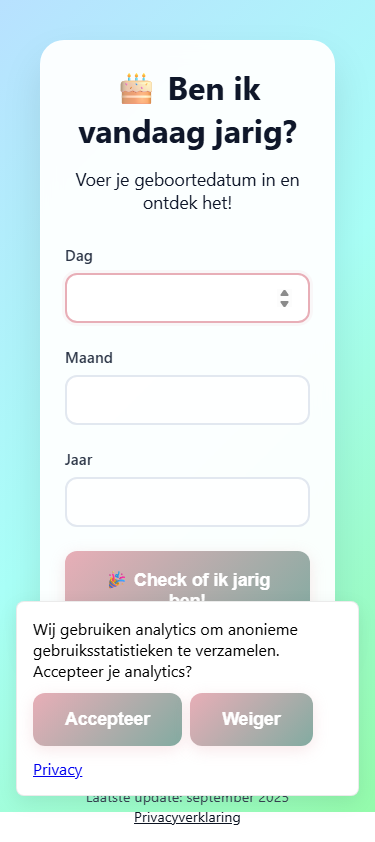 🎂 Ben ik
vandaag jarig?
Voer je geboortedatum in en
ontdek het!
Dag
Maand
Jaar
🎉 Check of ik jarig
ben!
Wij gebruiken analytics om anonieme
gebruiksstatistieken te verzamelen.
Accepteer je analytics?
Accepteer Weiger
Privacy
Laatste update: september 2025
Privacyverklaring